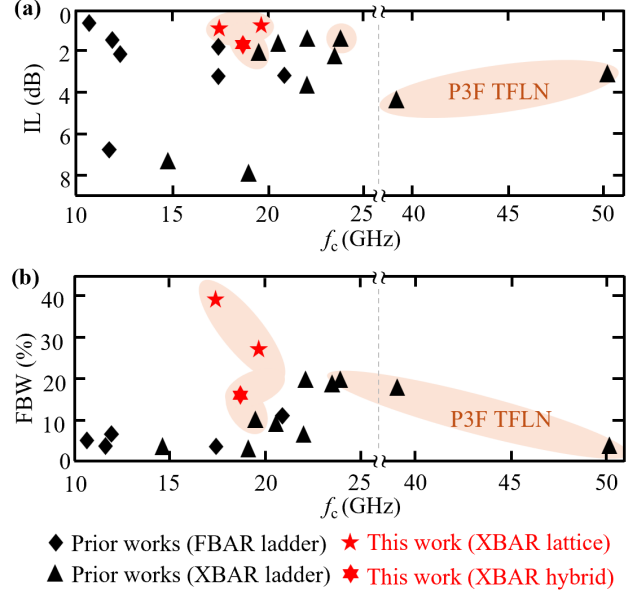 (a)
0
2
4
6
8
IL (dB)
P3F TFLN
10 15 20 25 40 45 50
fc (GHz)
(b)
40
30
20
10
0
FBW (%)
P3F TFLN
10 15 20 25 40 45 50
fc (GHz)
Prior works (FBAR ladder) This work (XBAR lattice)
Prior works (XBAR ladder) This work (XBAR hybrid)